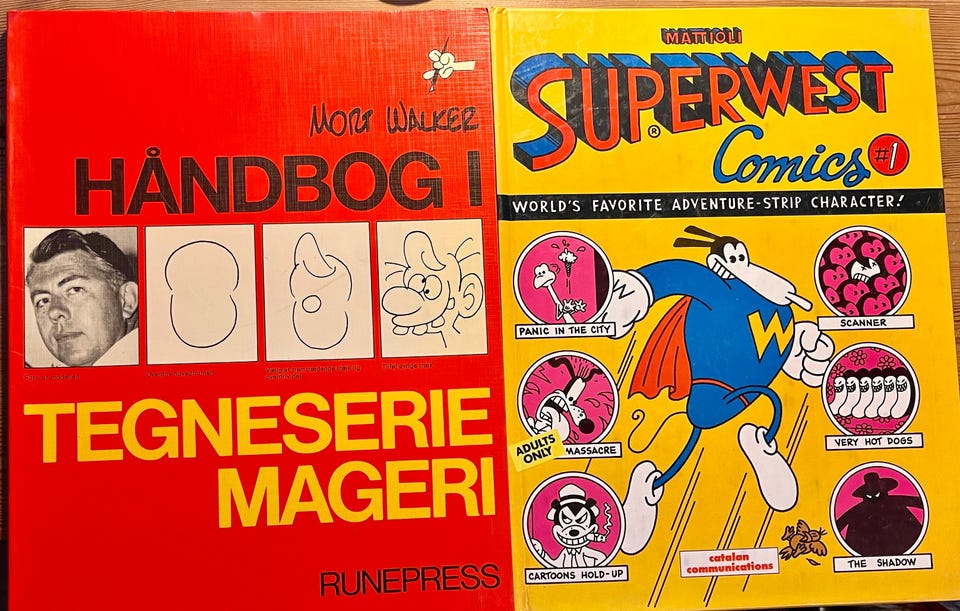 MORT WALKER
HÅNDBOG I
TEGNESERIE
MAGERI
RUNEPRESS
MATTIOLI
SUPERWEST
®
Comics #1
WORLD'S FAVORITE ADVENTURE-STRIP CHARACTER!
W
W
PANIC IN THE CITY
SCANNER
ADULTS
ONLY
MASSACRE
VERY HOT DOGS
CARTOONS HOLD-UP
catalan
communications
THE SHADOW